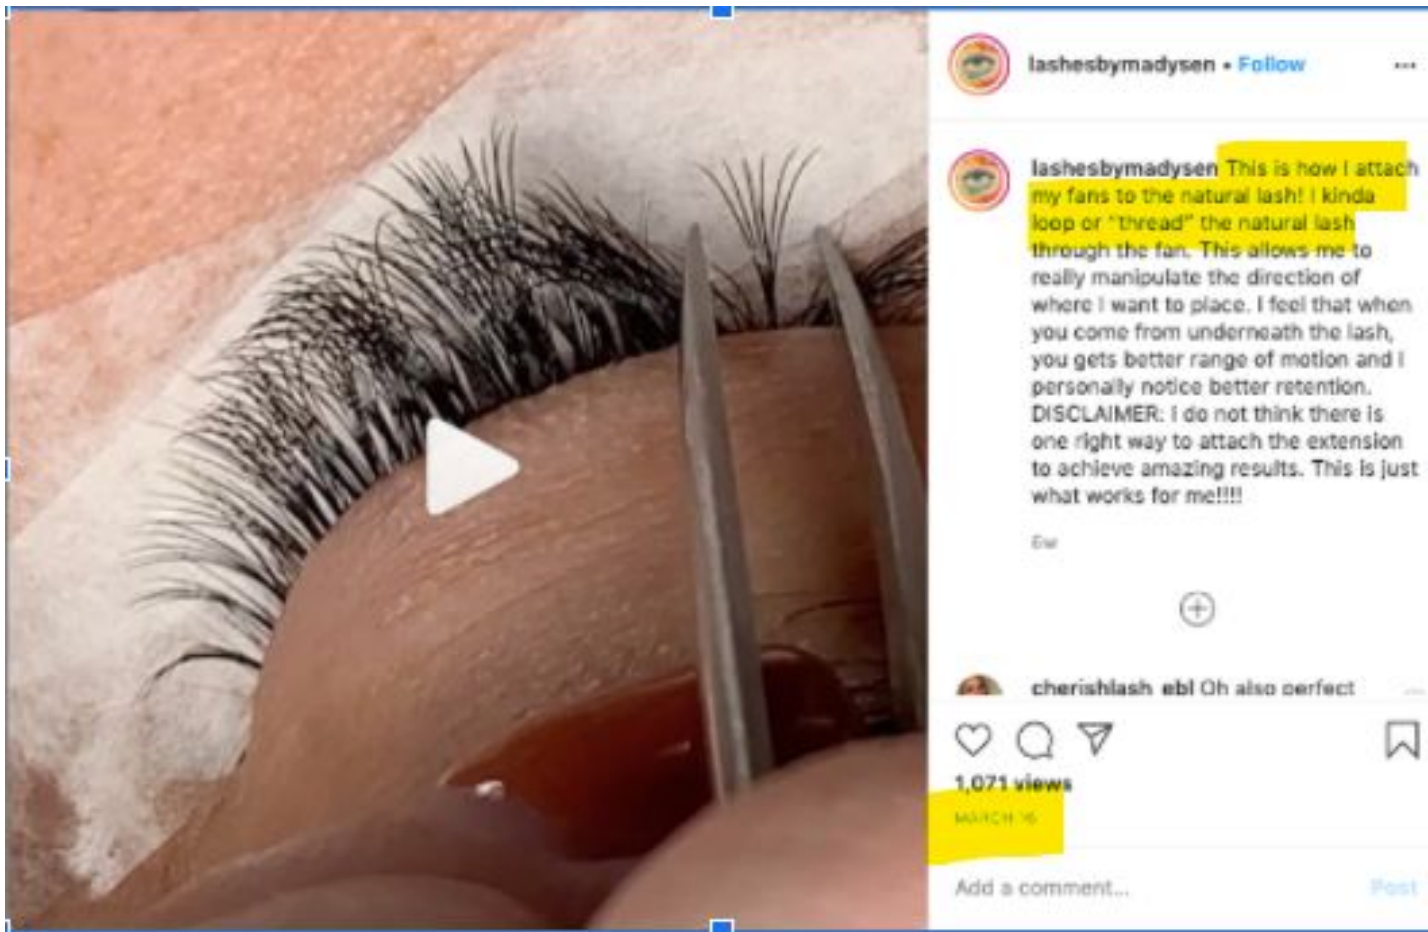 lashesbymadysen • Follow
lashesbymadysen This is how I attach
my fans to the natural lash! I kinda
loop or "thread" the natural lash
through the fan. This allows me to
really manipulate the direction of
where I want to place. I feel that when
you come from underneath the lash,
you gets better range of motion and I
personally notice better retention.
DISCLAIMER: I do not think there is
one right way to attach the extension
to achieve amazing results. This is just
what works for me!!!!
6w
cherishlash_ebl Oh also perfect
1,071 views
MARCH 16
Add a comment...
Post